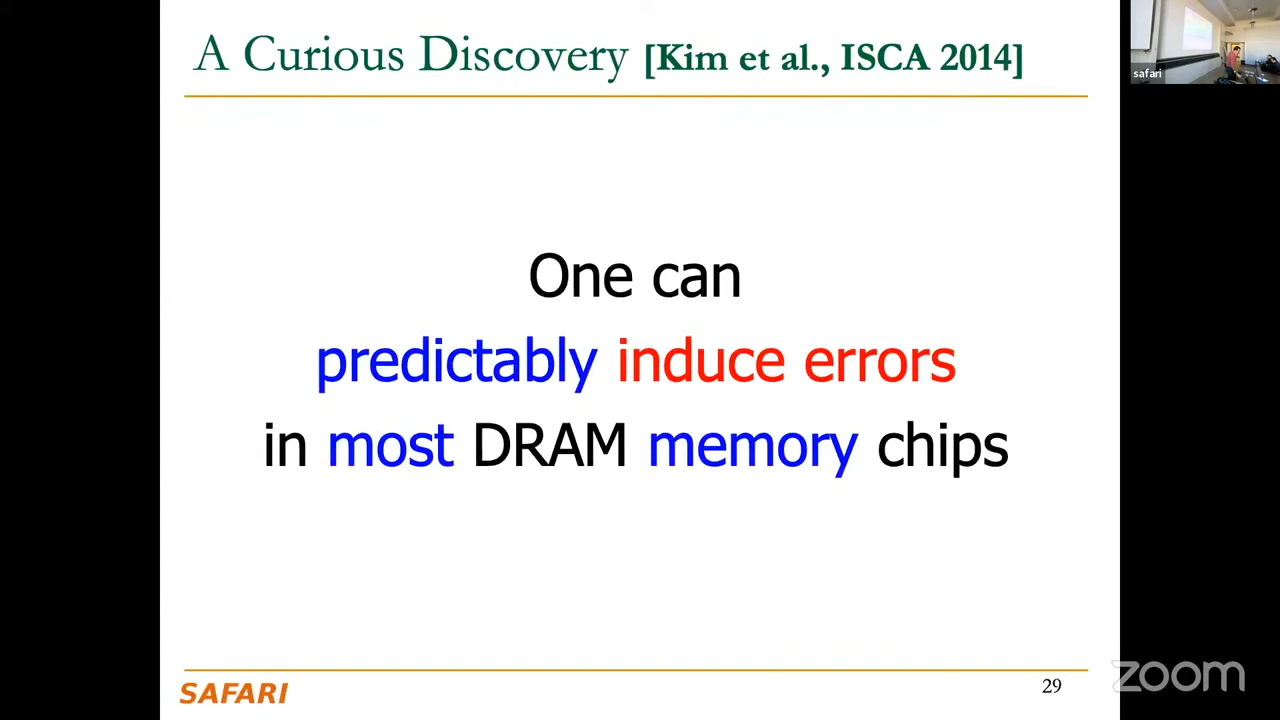 A Curious Discovery [Kim et al., ISCA 2014]
safari
One can
predictably induce errors
in most DRAM memory chips
SAFARI
29
zoom